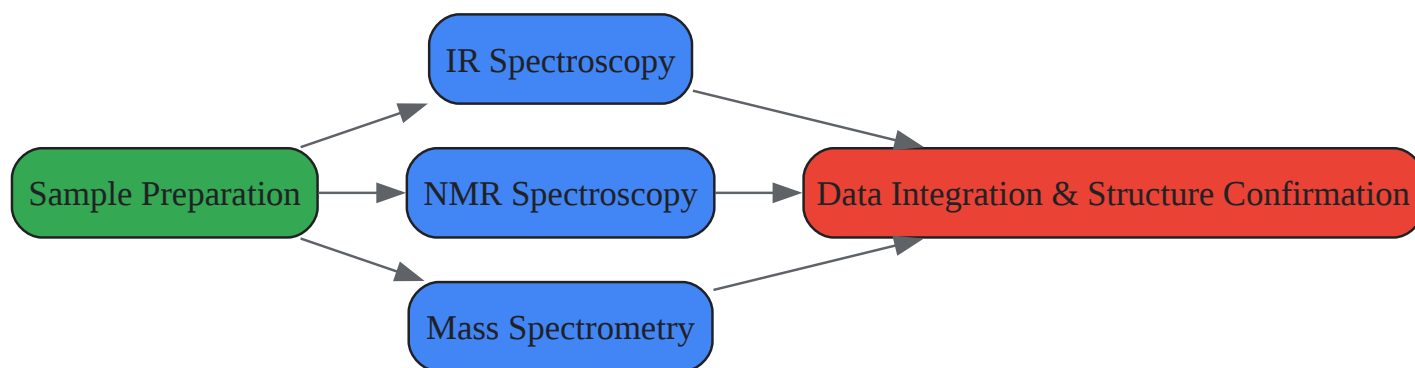 IR Spectroscopy
Sample Preparation
NMR Spectroscopy
Data Integration & Structure Confirmation
Mass Spectrometry